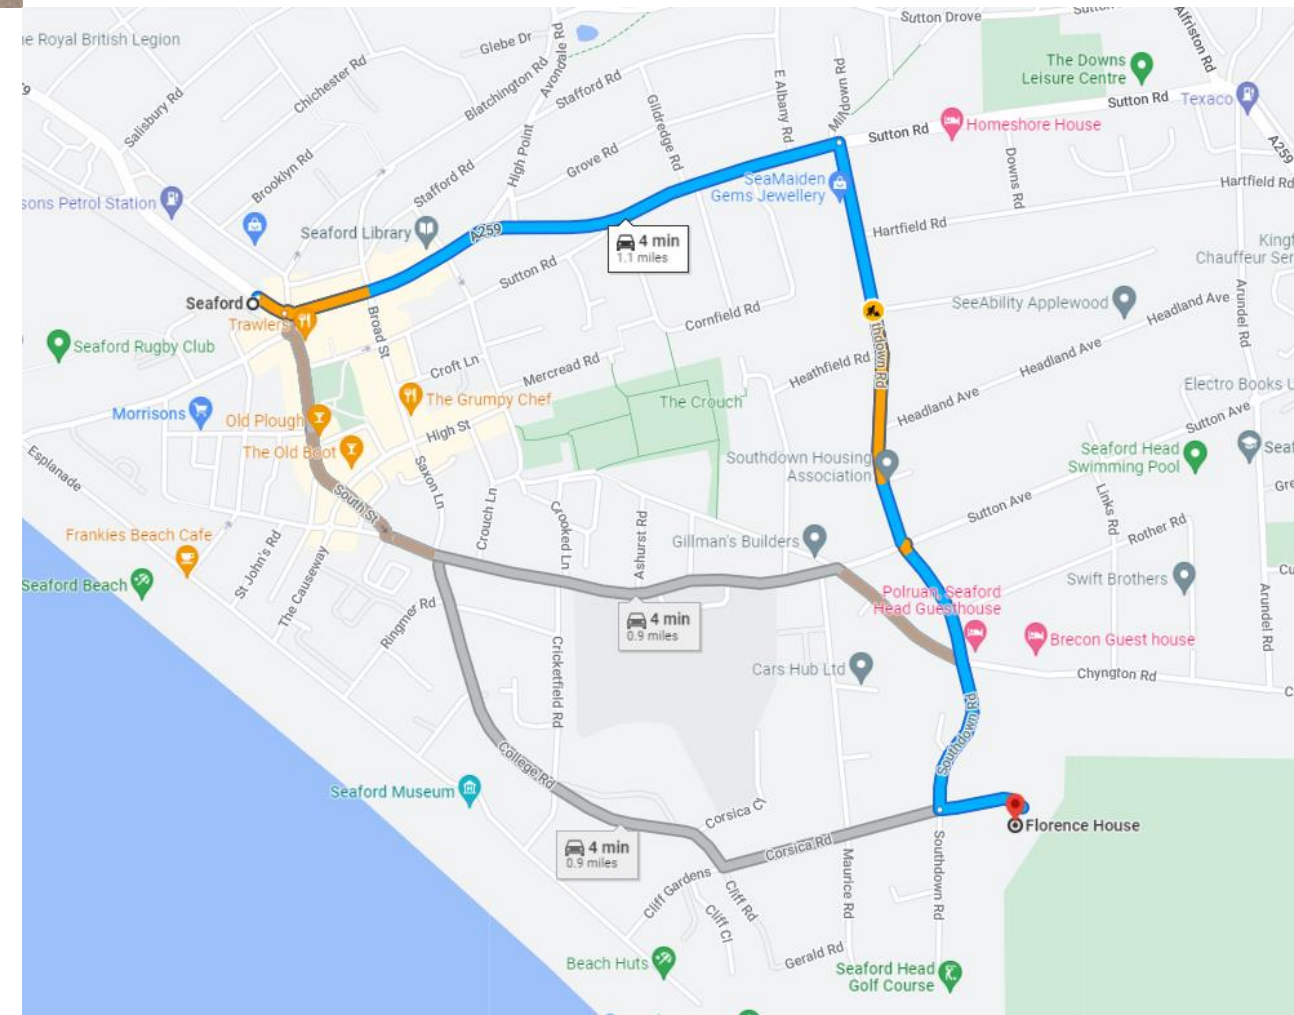 Sutton Drove
Alfriston Rd
e Royal British Legion
Glebe Dr
Avondale Rd
The Downs
Leisure Centre
Chichester Rd
Blatchington Rd
Stafford Rd
E Albany Rd
Sutton Rd
Texaco
Salisbury Rd
Gildredge Rd
Homeshore House
A259
High Point
Grove Rd
Downs Rd
Brooklyn Rd
Stafford Rd
SeaMaiden
Gems Jewellery
Hartfield Rd
sons Petrol Station
Seaford Library
A259
4 min
1.1 miles
Hartfield Rd
Sutton Rd
Seaford
Trawlers
Broad St
Cornfield Rd
SeeAbility Applewood
Headland Ave
Arundel Rd
Seaford Rugby Club
Croft Ln
Mercread Rd
Heathfield Rd
thdown Rd
Headland Ave
Electro Books
The Grumpy Chef
The Crouch
Headland Ave
Morrisons
Old Plough
High St
Sutton Ave
The Old Boot
Southdown Housing
Association
Seaford Head
Swimming Pool
Esplanade
Saxon Ln
South St
Crouch Ln
Crooked Ln
Ashurst Rd
Sutton Ave
Links Rd
Rother Rd
Frankies Beach Cafe
Gillman's Builders
St John's Rd
The Causeway
Seaford Beach
Swift Brothers
Polruan, Seaford
Head Guesthouse
Ringmer Rd
4 min
0.9 miles
Brecon Guest house
Arundel Rd
Cricketfield Rd
Cars Hub Ltd
Chyngton Rd
Southdown Rd
College Rd
Seaford Museum
Corsica Cl
Florence House
4 min
0.9 miles
Corsica Rd
Maurice Rd
Southdown Rd
Cliff Gardens
Cliff Rd
Cliff Cl
Gerald Rd
Beach Huts
Seaford Head
Golf Course